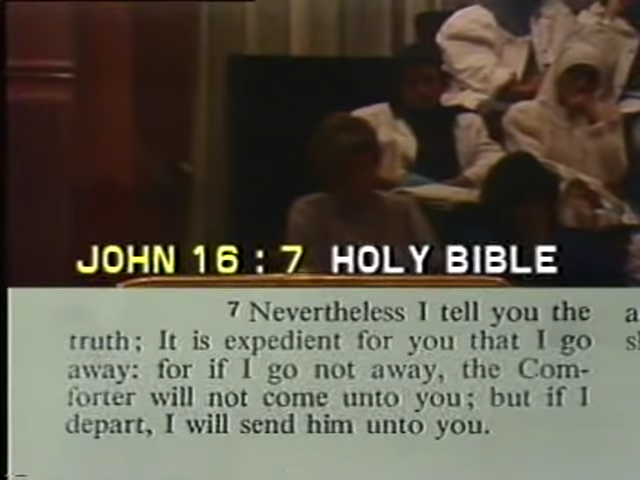 JOHN 16 : 7 HOLY BIBLE
7 Nevertheless I tell you the
truth; It is expedient for you that I go
away: for if I go not away, the Com-
forter will not come unto you; but if I
depart, I will send him unto you.